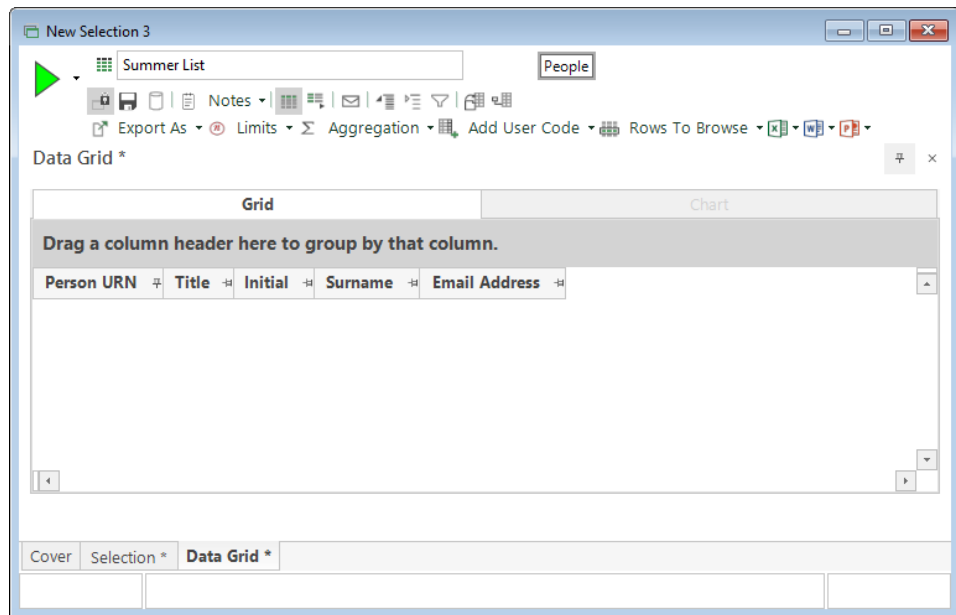 New Selection 3
Summer List
People
Notes
Export As Limits Aggregation Add User Code Rows To Browse
Data Grid *
Grid Chart
Drag a column header here to group by that column.
Person URN Title Initial Surname Email Address
Cover Selection * Data Grid *